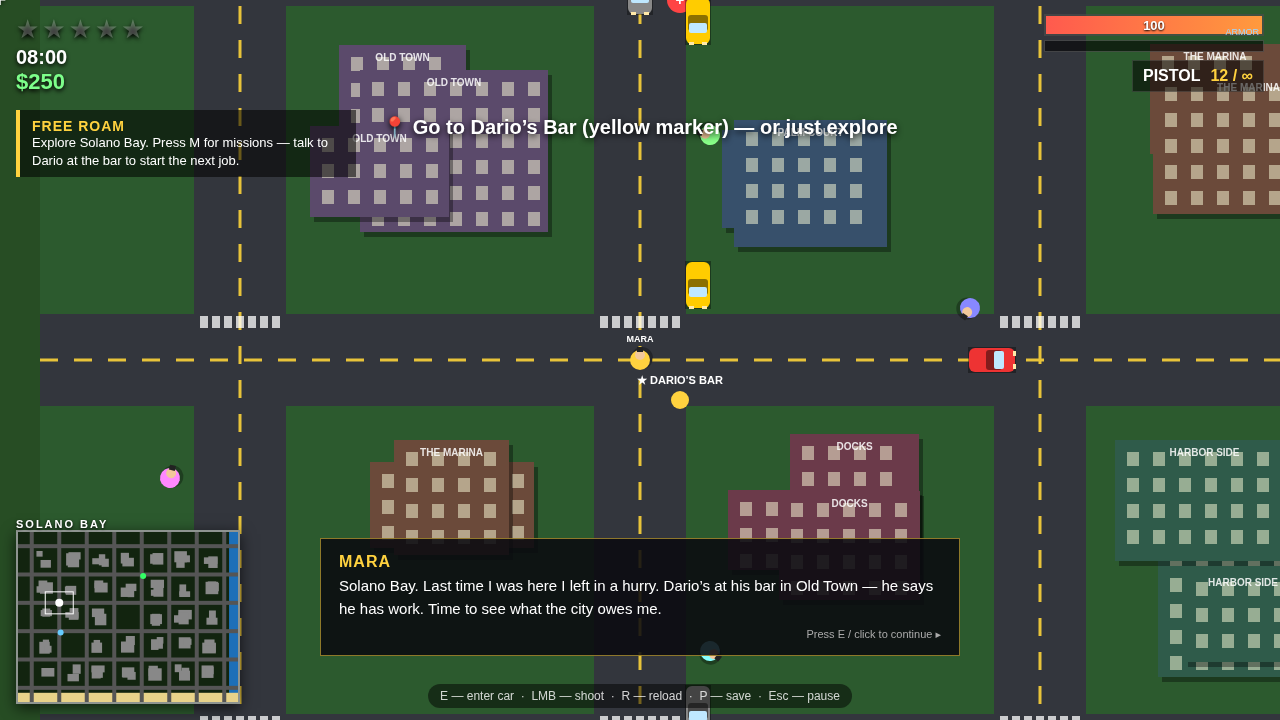 ★★★★★
08:00
$250
FREE ROAM
Explore Solano Bay. Press M for missions — talk to
Dario at the bar to start the next job.
100
ARMOR
PISTOL 12 / ∞
📍 Go to Dario's Bar (yellow marker) — or just explore
OLD TOWN
OLD TOWN
OLD TOWN
THE MARINA
THE MARINA
MARA
★ DARIO'S BAR
THE MARINA
DOCKS
DOCKS
HARBOR SIDE
HARBOR SIDE
SOLANO BAY
MARA
Solano Bay. Last time I was here I left in a hurry. Dario's at his bar in Old Town — he says
he has work. Time to see what the city owes me.
Press E / click to continue ▸
E — enter car · LMB — shoot · R — reload · P — save · Esc — pause